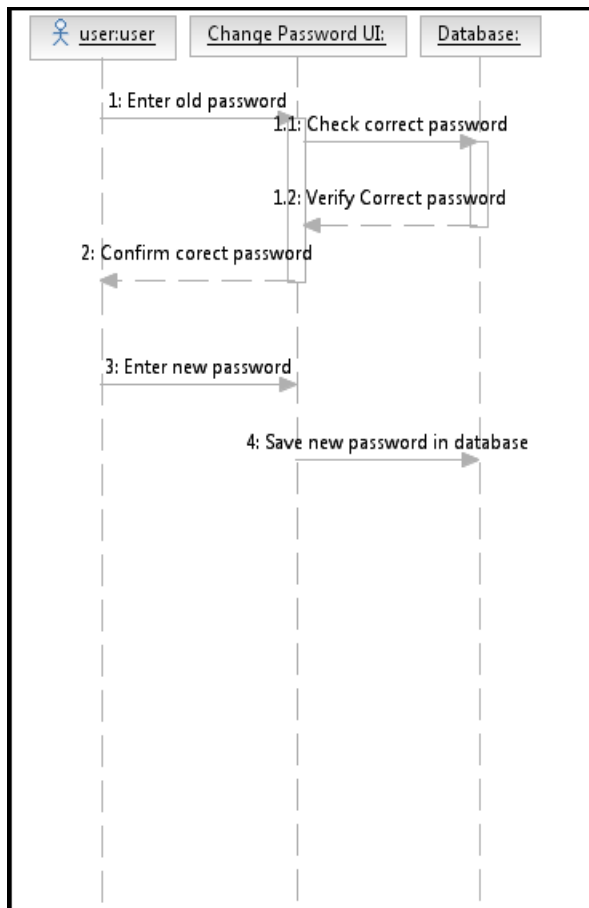 user:user
Change Password UI:
Database:
1: Enter old password
1.1: Check correct password
1.2: Verify Correct password
2: Confirm corect password
3: Enter new password
4: Save new password in database